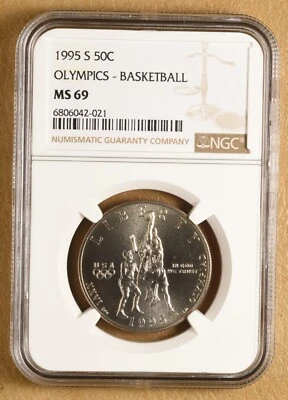 1995 S 50C
OLYMPICS - BASKETBALL
MS 69
6806042-021
NUMISMATIC GUARANTY COMPANY
NGC
LIBERTY
USA
IN GOD
WE TRUST
1995